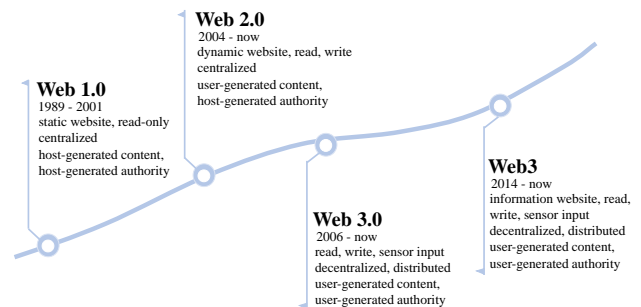 Web 1.0
1989 - 2001
static website, read-only
centralized
host-generated content,
host-generated authority
Web 2.0
2004 - now
dynamic website, read, write
centralized
user-generated content,
host-generated authority
Web 3.0
2006 - now
read, write, sensor input
decentralized, distributed
user-generated content,
user-generated authority
Web3
2014 - now
information website, read,
write, sensor input
decentralized, distributed
user-generated content,
user-generated authority